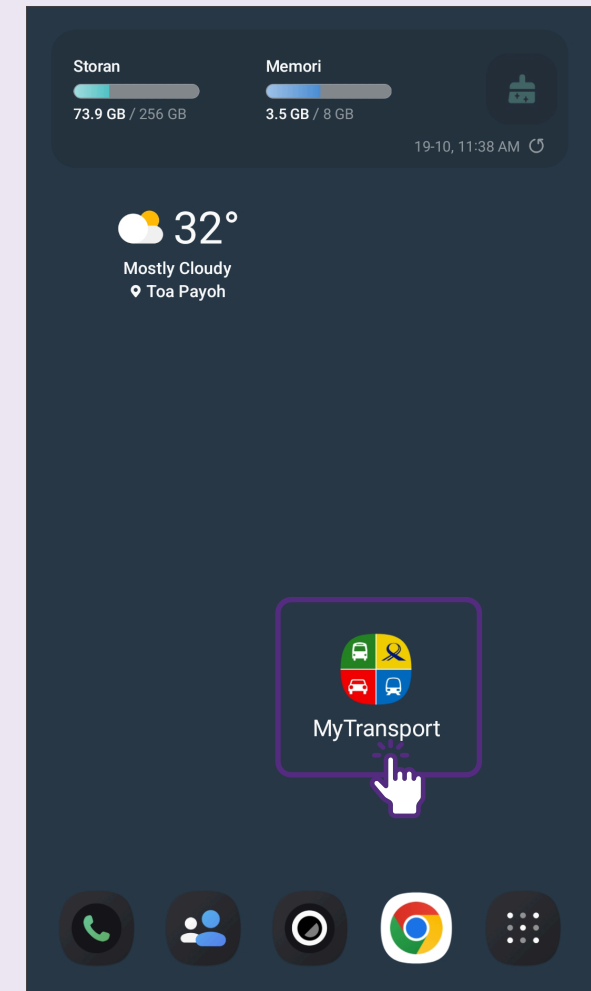 Storan
Memori
73.9 GB / 256 GB
3.5 GB / 8 GB
19-10, 11:38 AM
32°
Mostly Cloudy
Toa Payoh
MyTransport